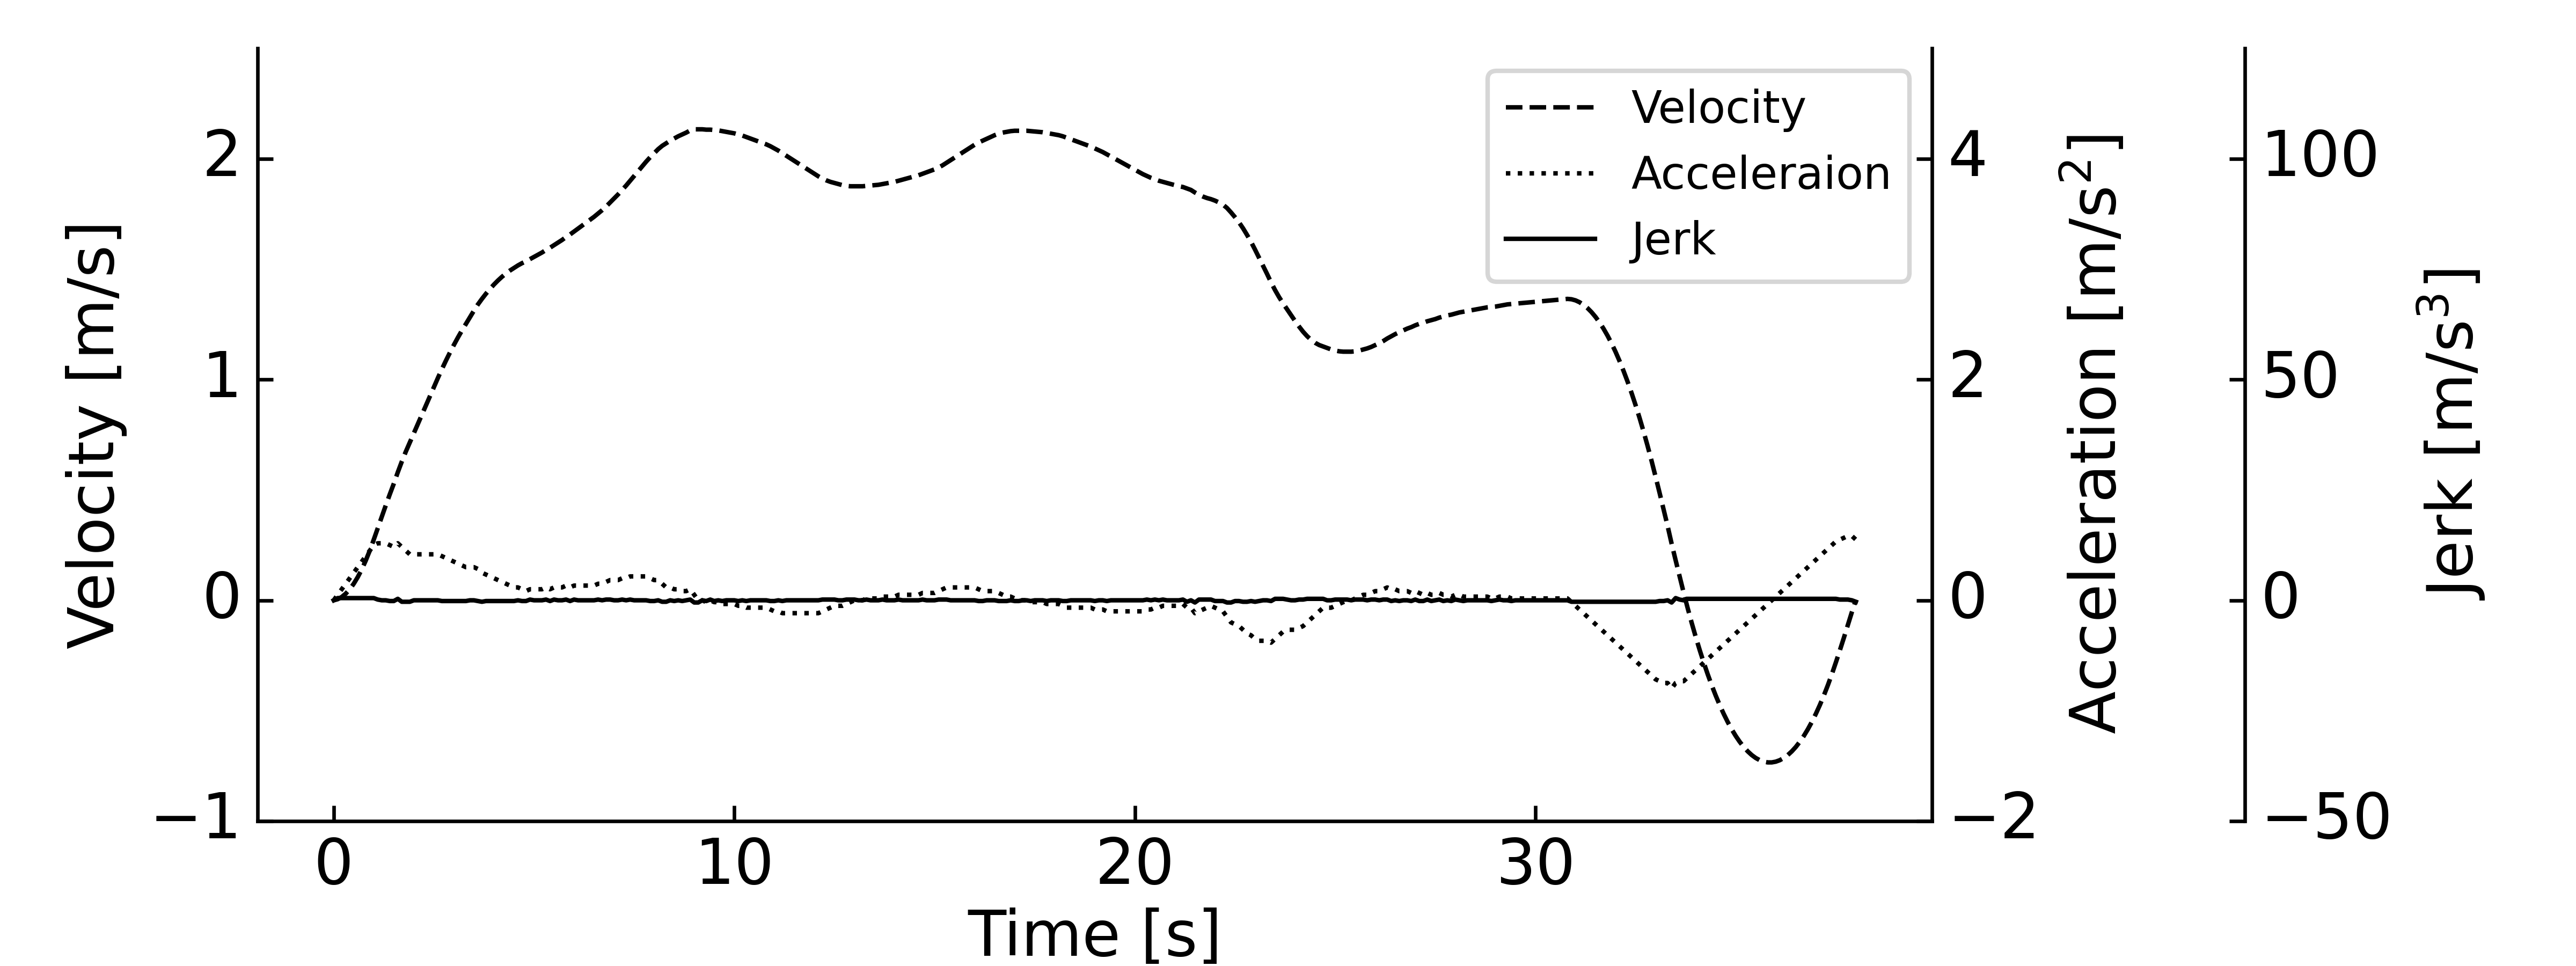 Velocity [m/s]
2
1
0
−1
0
10
20
30
Time [s]
Velocity
Acceleraion
Jerk
4
2
0
−2
Acceleration [m/s²]
100
50
0
−50
Jerk [m/s³]